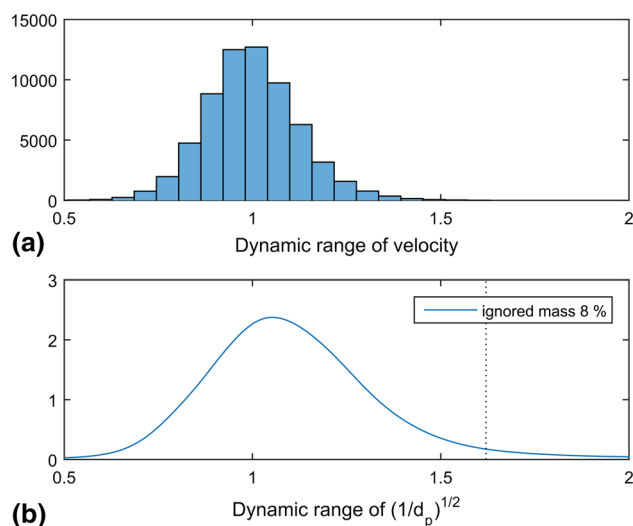 15000
10000
5000
0
0.5 1 1.5 2
(a) Dynamic range of velocity
3
ignored mass 8 %
2
1
0
0.5 1 1.5 2
(b) Dynamic range of (1/d_p)^1/2